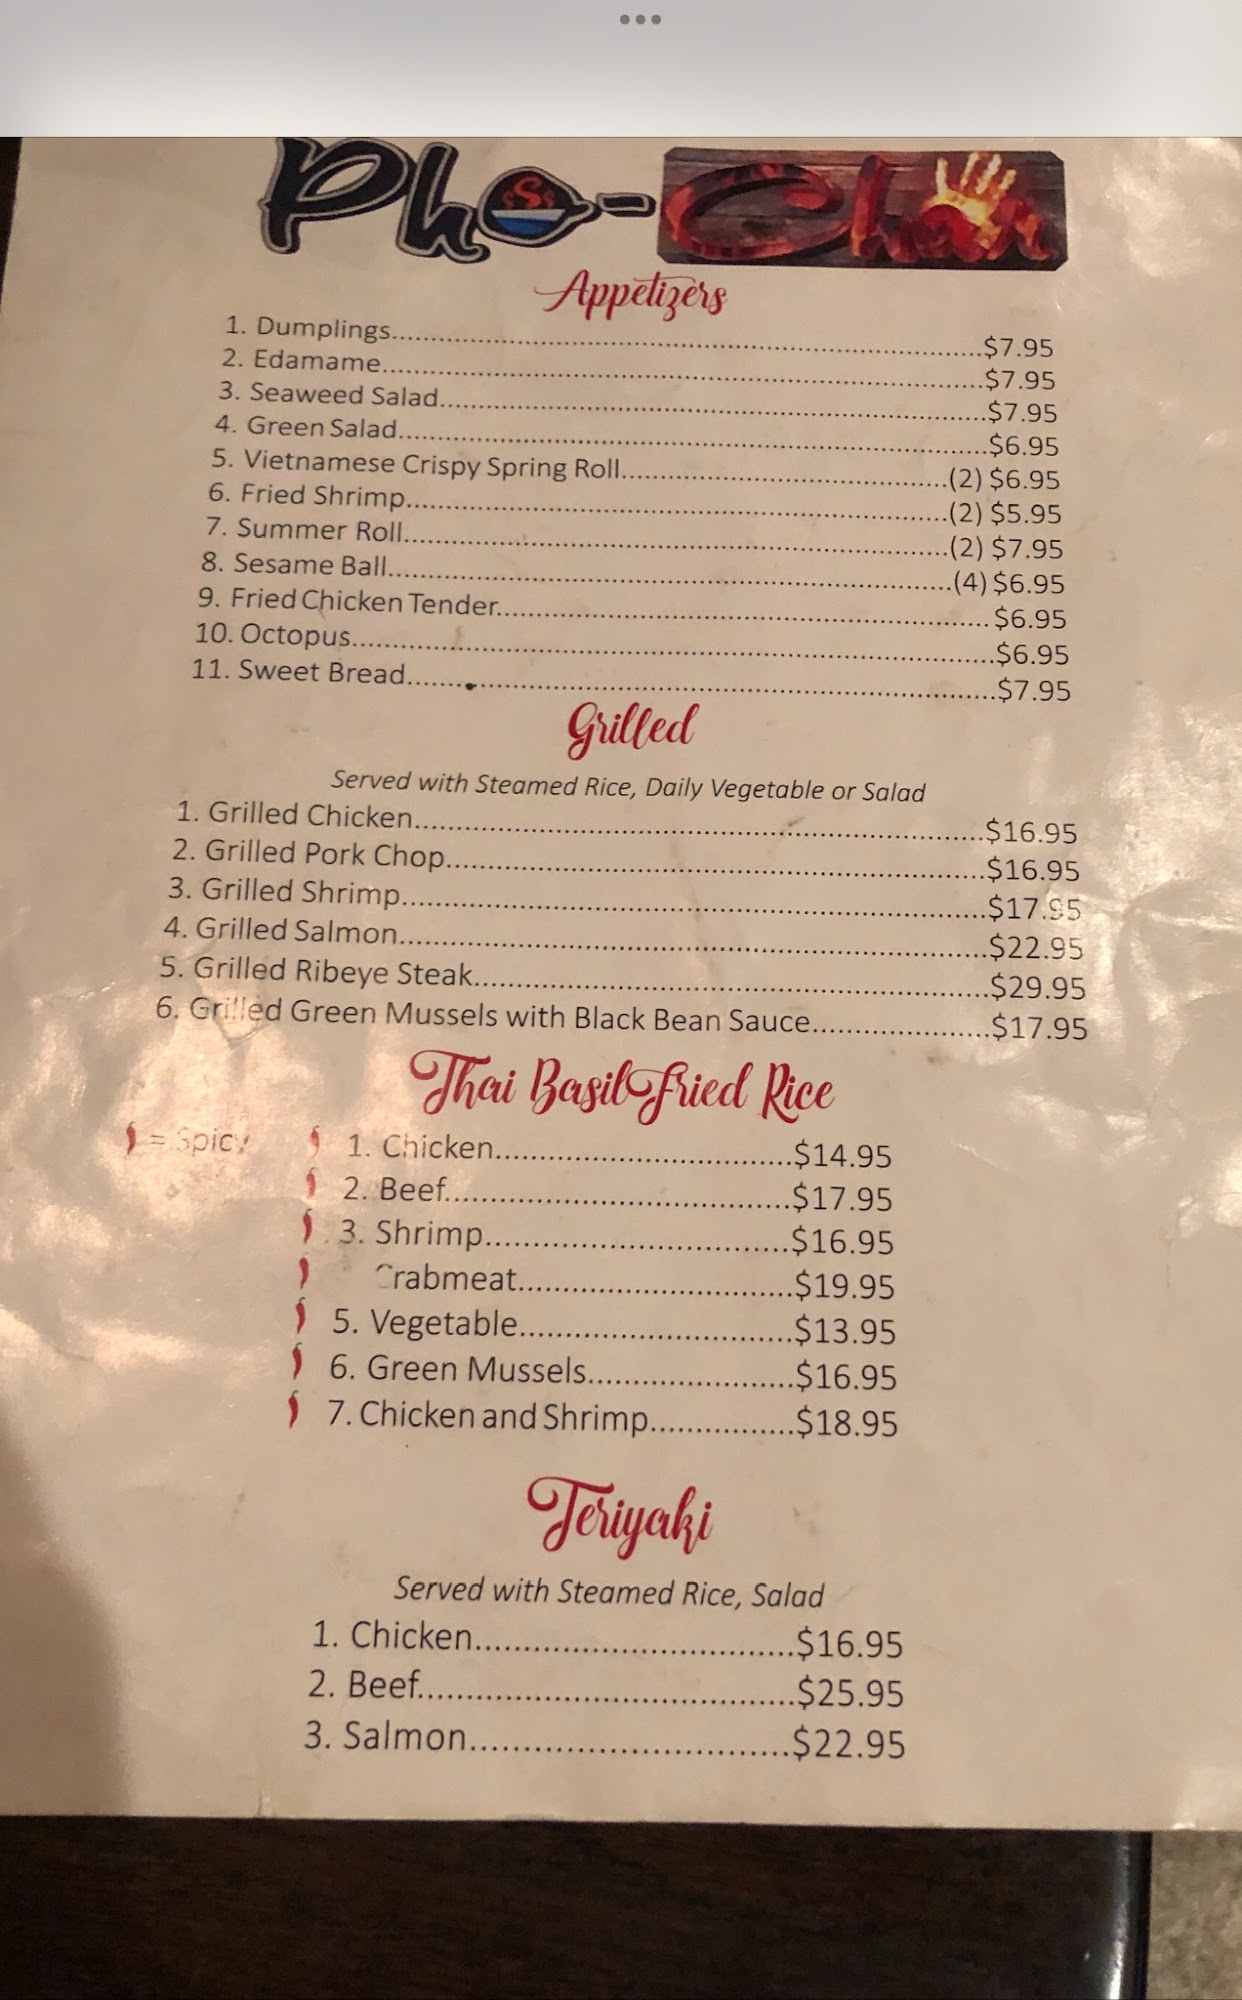 Pho-Char
Appetizers
1. Dumplings....................$7.95
2. Edamame....................$7.95
3. Seaweed Salad....................$7.95
4. Green Salad....................$6.95
5. Vietnamese Crispy Spring Roll....................(2) $6.95
6. Fried Shrimp....................(2) $5.95
7. Summer Roll....................(2) $7.95
8. Sesame Ball....................(4) $6.95
9. Fried Chicken Tender....................$6.95
10. Octopus....................$6.95
11. Sweet Bread....................$7.95
Grilled
Served with Steamed Rice, Daily Vegetable or Salad
1. Grilled Chicken....................$16.95
2. Grilled Pork Chop....................$16.95
3. Grilled Shrimp....................$17.95
4. Grilled Salmon....................$22.95
5. Grilled Ribeye Steak....................$29.95
6. Grilled Green Mussels with Black Bean Sauce....................$17.95
Thai Basil Fried Rice
= Spicy
1. Chicken....................$14.95
2. Beef....................$17.95
3. Shrimp....................$16.95
Crabmeat....................$19.95
5. Vegetable....................$13.95
6. Green Mussels....................$16.95
7. Chicken and Shrimp....................$18.95
Teriyaki
Served with Steamed Rice, Salad
1. Chicken....................$16.95
2. Beef....................$25.95
3. Salmon....................$22.95